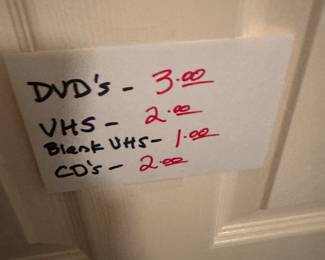 DVD's - 3.00
VHS - 2.00
Blank VHS - 1.00
CD's - 2.00